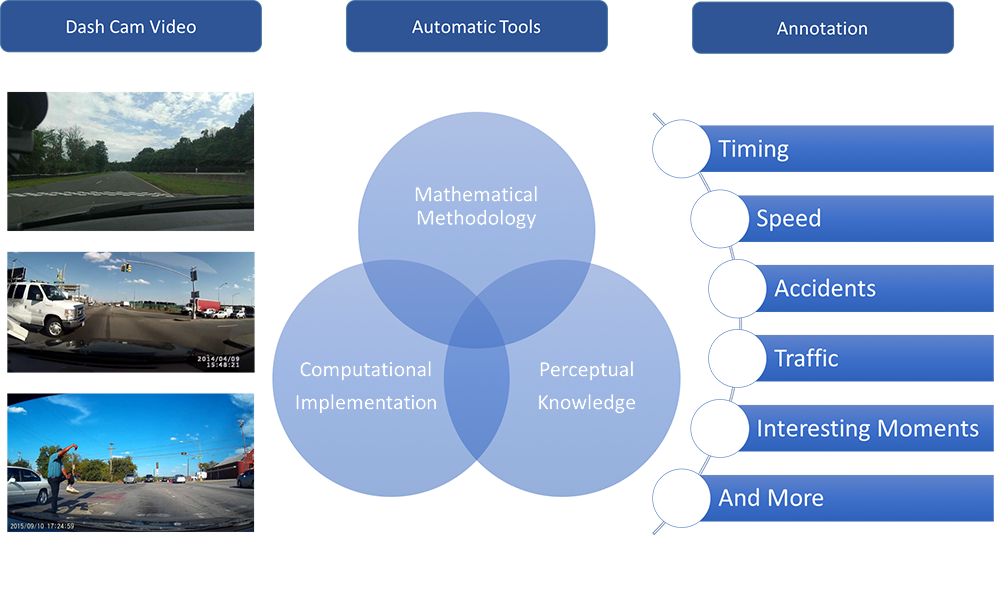 Dash Cam Video
Automatic Tools
Annotation
2014/04/09
15:48:21
2015/09/10 17:24:59
Mathematical
Methodology
Computational
Implementation
Perceptual
Knowledge
Timing
Speed
Accidents
Traffic
Interesting Moments
And More